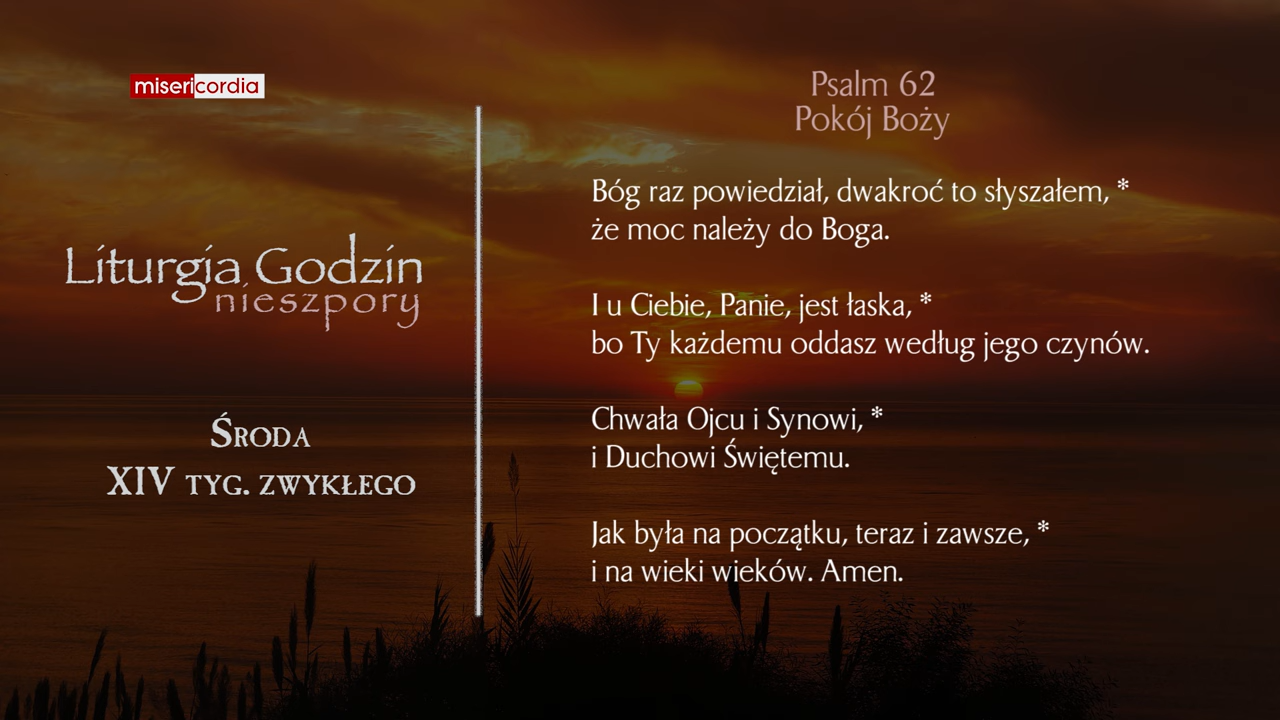 misericordia
Liturgia Godzin
nieszpory
Środa
XIV tyg. zwykłego
Psalm 62
Pokój Boży
Bóg raz powiedział, dwakroć to słyszałem, *
że moc należy do Boga.
I u Ciebie, Panie, jest łaska, *
bo Ty każdemu oddasz według jego czynów.
Chwała Ojcu i Synowi, *
i Duchowi Świętemu.
Jak była na początku, teraz i zawsze, *
i na wieki wieków. Amen.